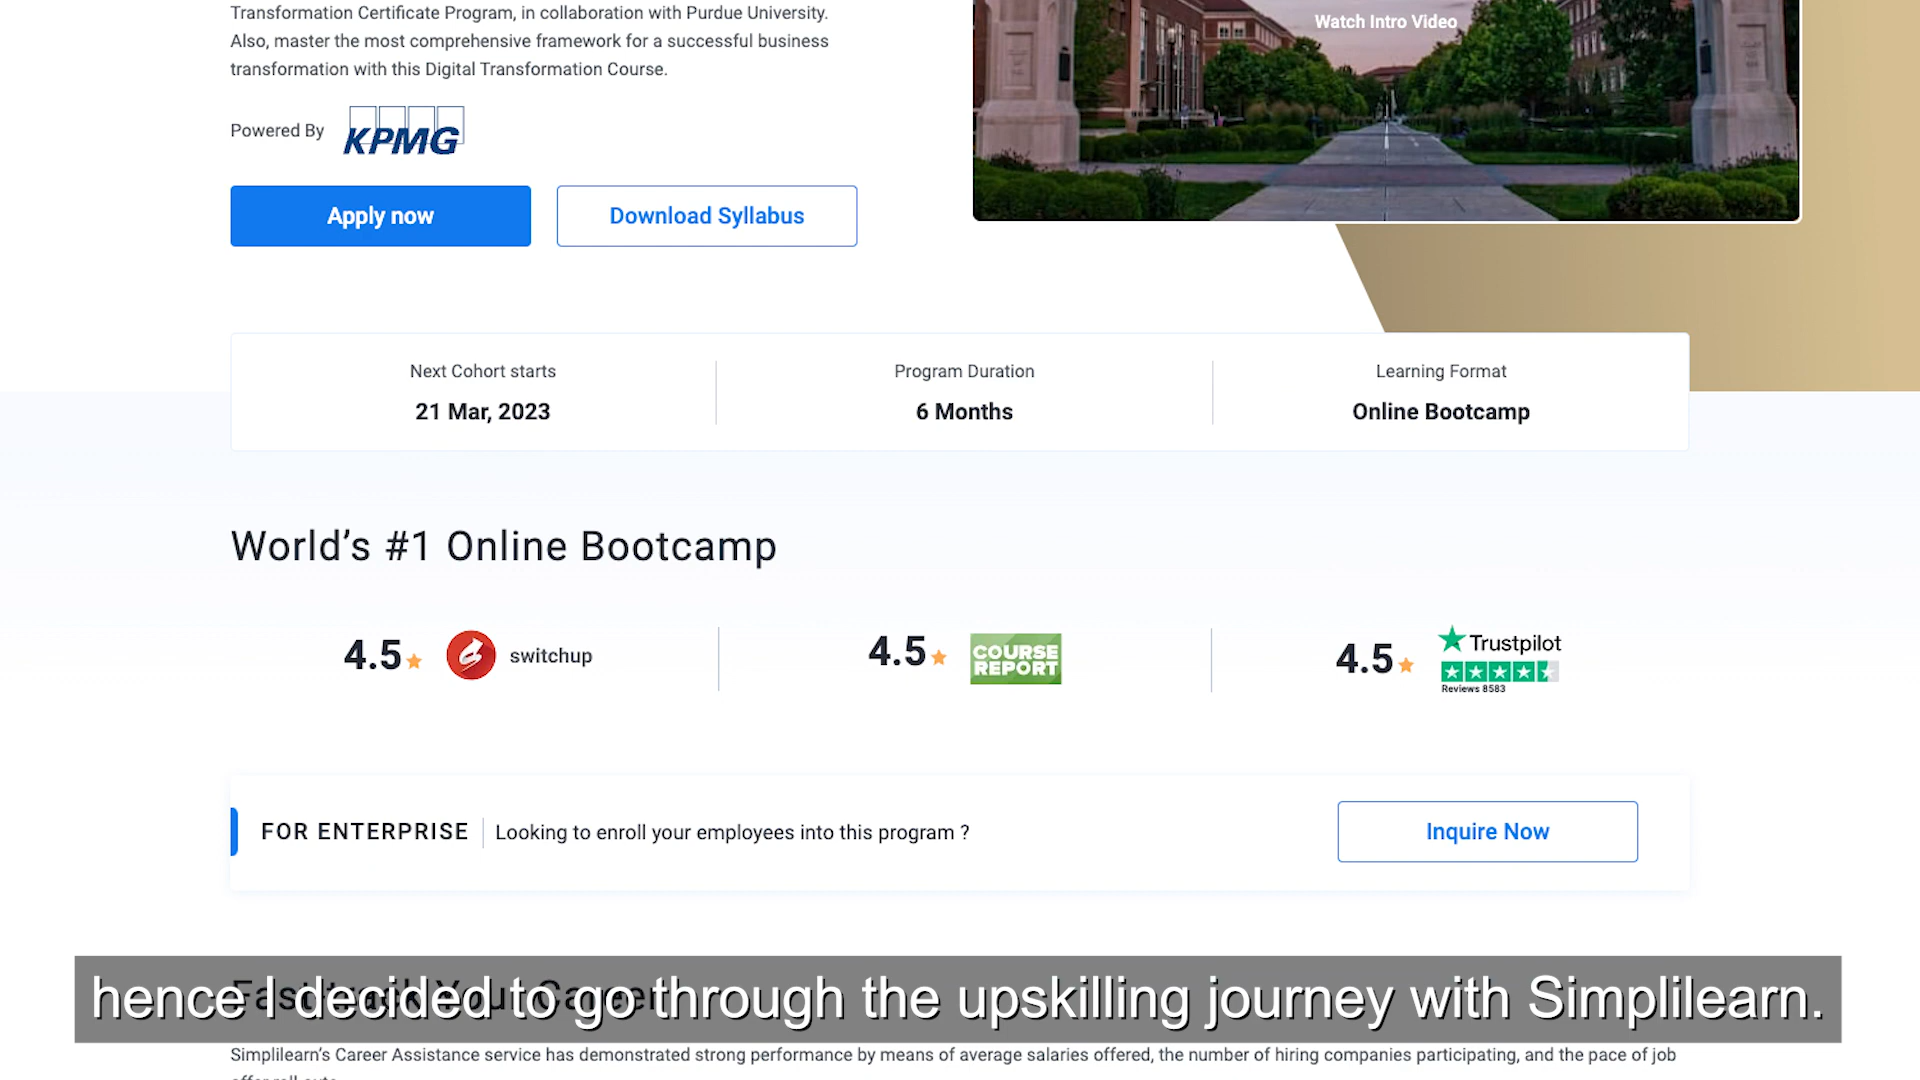 Transformation Certificate Program, in collaboration with Purdue University.
Also, master the most comprehensive framework for a successful business
transformation with this Digital Transformation Course.
Watch Intro Video
Powered By KPMG
Apply now Download Syllabus
Next Cohort starts Program Duration Learning Format
21 Mar, 2023 6 Months Online Bootcamp
World's #1 Online Bootcamp
4.5 switchup 4.5 COURSE REPORT 4.5 Trustpilot
Reviews 8583
FOR ENTERPRISE Looking to enroll your employees into this program ?
Inquire Now
hence I decided to go through the upskilling journey with Simplilearn.
Simplilearn's Career Assistance service has demonstrated strong performance by means of average salaries offered, the number of hiring companies participating, and the pace of job